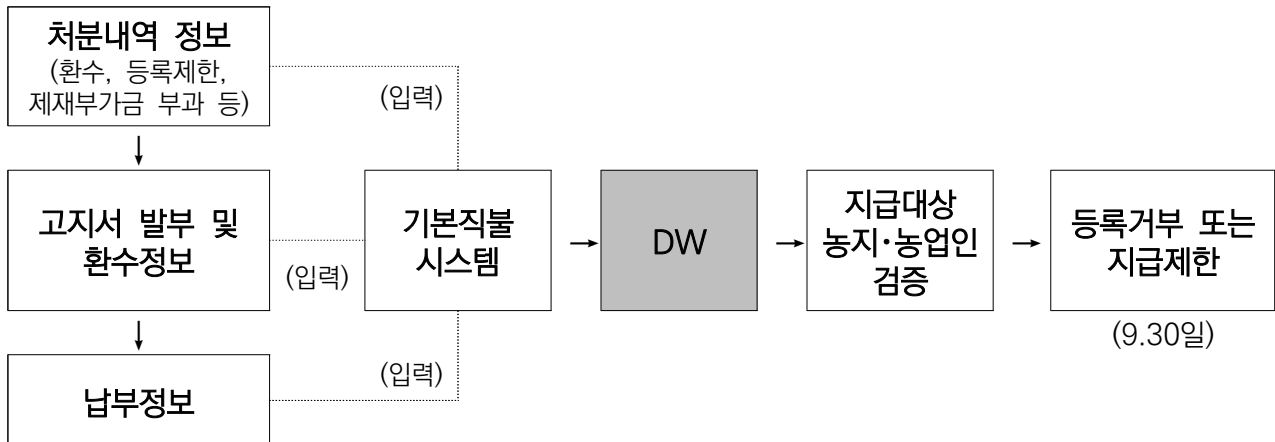 처분내역 정보
(환수, 등록제한,
제재부가금 부과 등)
(입력)
고지서 발부 및
환수정보
(입력)
납부정보
(입력)
기본직불
시스템
DW
지급대상
농지·농업인
검증
등록거부 또는
지급제한
(9.30일)